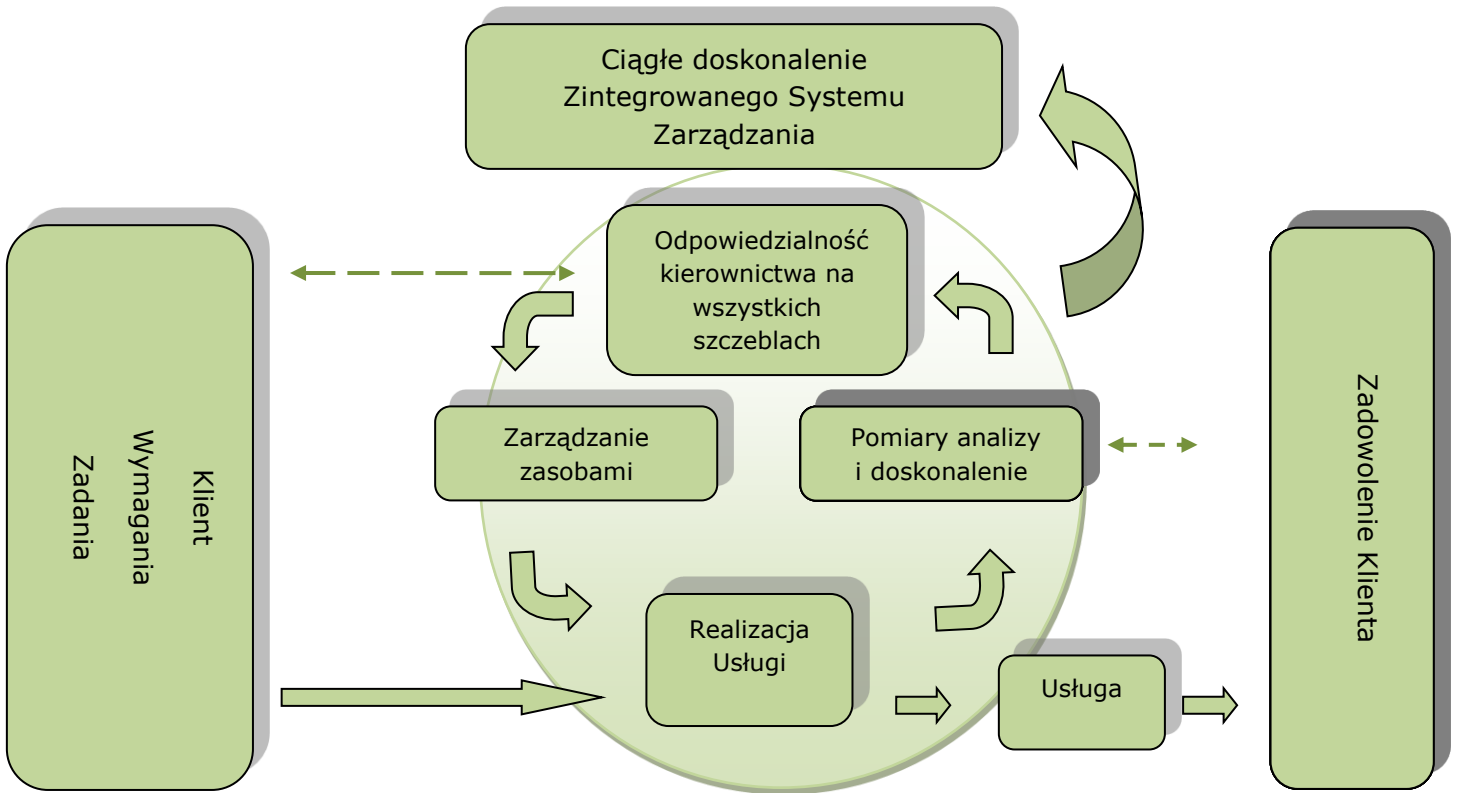 Ciągłe doskonalenie
Zintegrowanego Systemu
Zarządzania
Odpowiedzialność
kierownictwa na
wszystkich
szczeblach
Klient
Wymagania
Zadania
Zarządzanie
zasobami
Pomiary analizy
i doskonalenie
Zadowolenie Klienta
Realizacja
Usługi
Usługa